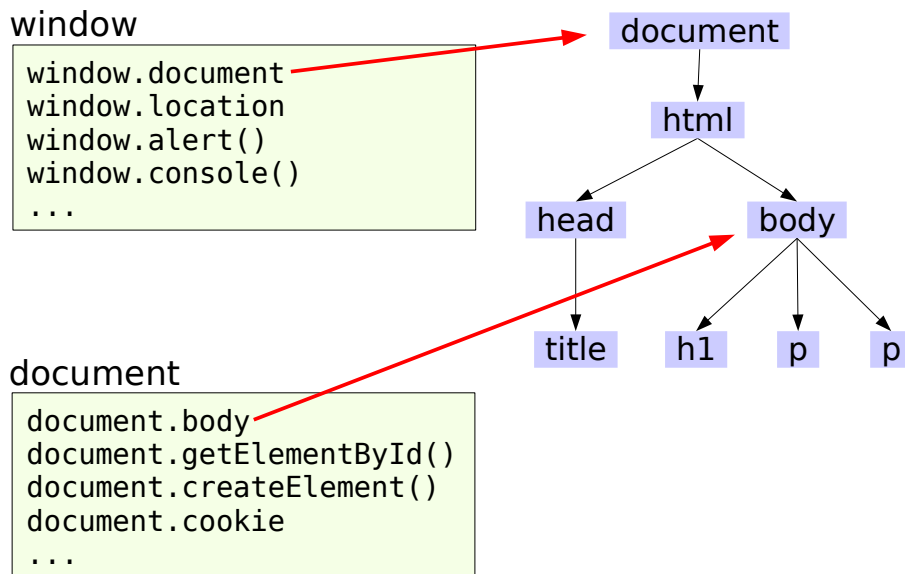 window
window.document
window.location
window.alert()
window.console()
...
document
document.body
document.getElementById()
document.createElement()
document.cookie
...
document
html
head body
title h1 p p